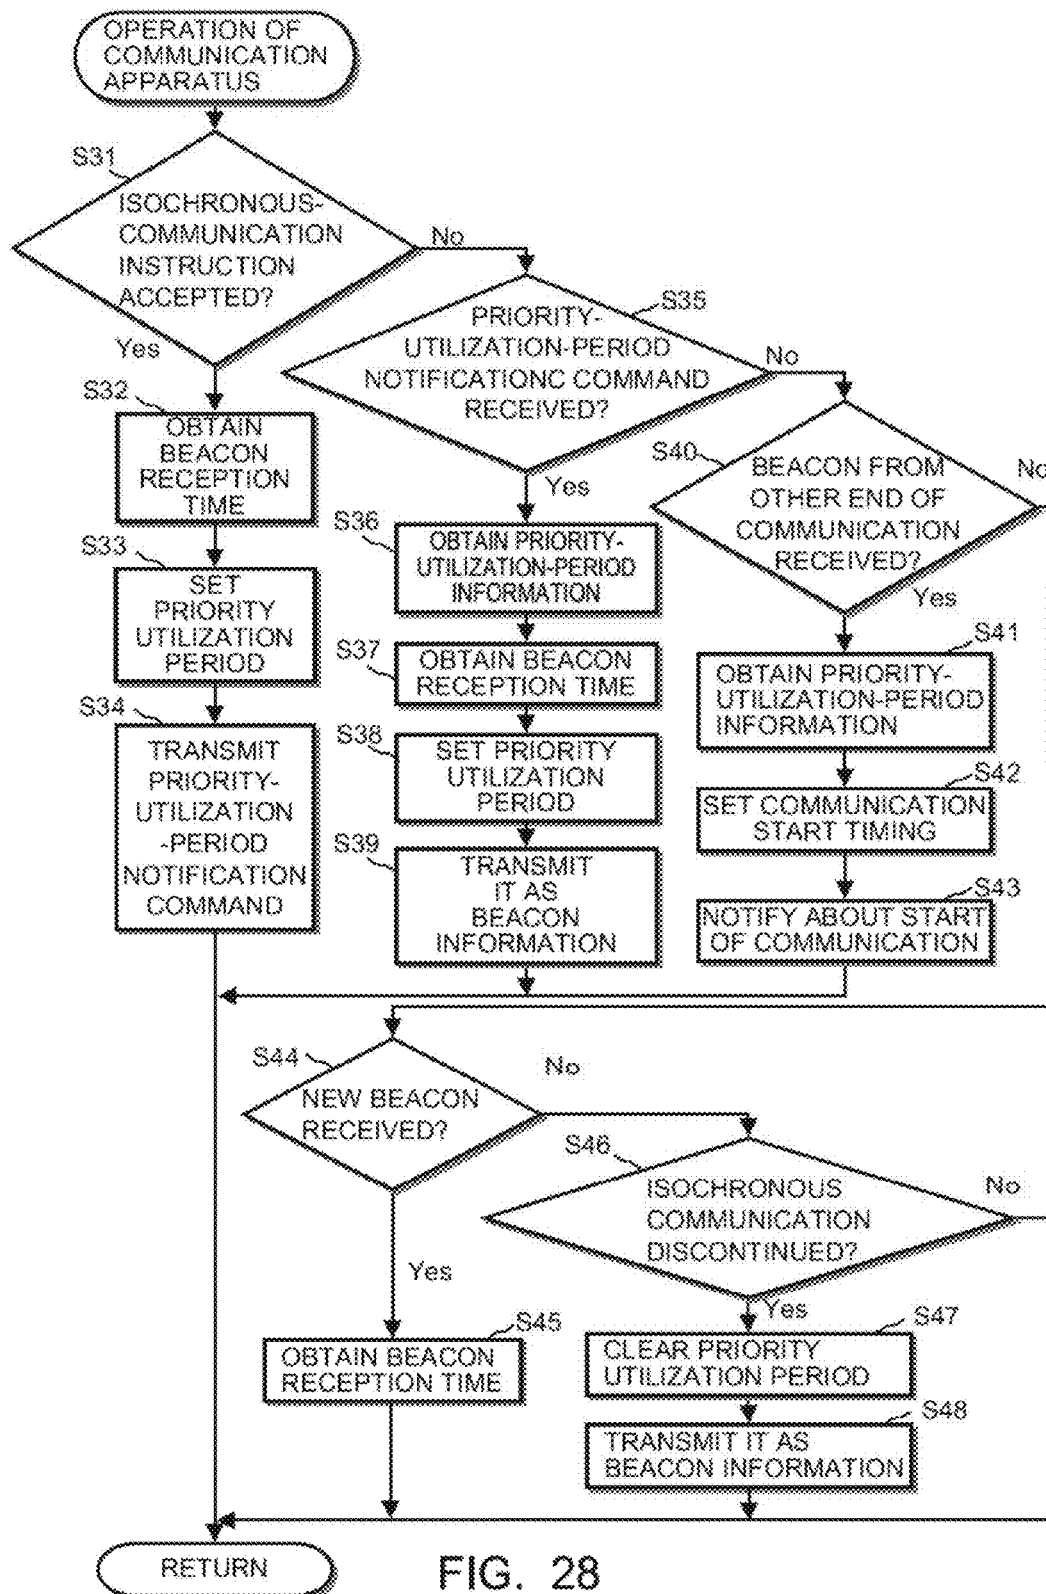 OPERATION OF
COMMUNICATION
APPARATUS
S31
ISOCHRONOUS-
COMMUNICATION
INSTRUCTION
ACCEPTED?
No
Yes
S32
OBTAIN
BEACON
RECEPTION
TIME
S33
SET
PRIORITY
UTILIZATION
PERIOD
S34
TRANSMIT
PRIORITY-
UTILIZATION
-PERIOD
NOTIFICATION
COMMAND
S35
PRIORITY-
UTILIZATION-PERIOD
NOTIFICATIONC COMMAND
RECEIVED?
No
Yes
S36
OBTAIN PRIORITY-
UTILIZATION-PERIOD
INFORMATION
S37
OBTAIN BEACON
RECEPTION TIME
S38
SET PRIORITY
UTILIZATION
PERIOD
S39
TRANSMIT
IT AS
BEACON
INFORMATION
S40
BEACON FROM
OTHER END OF
COMMUNICATION
RECEIVED?
No
Yes
S41
OBTAIN PRIORITY-
UTILIZATION-PERIOD
INFORMATION
S42
SET COMMUNICATION
START TIMING
S43
NOTIFY ABOUT START
OF COMMUNICATION
S44
NEW BEACON
RECEIVED?
No
Yes
S45
OBTAIN BEACON
RECEPTION TIME
S46
ISOCHRONOUS
COMMUNICATION
DISCONTINUED?
No
Yes
S47
CLEAR PRIORITY
UTILIZATION PERIOD
S48
TRANSMIT IT AS
BEACON INFORMATION
RETURN
FIG. 28